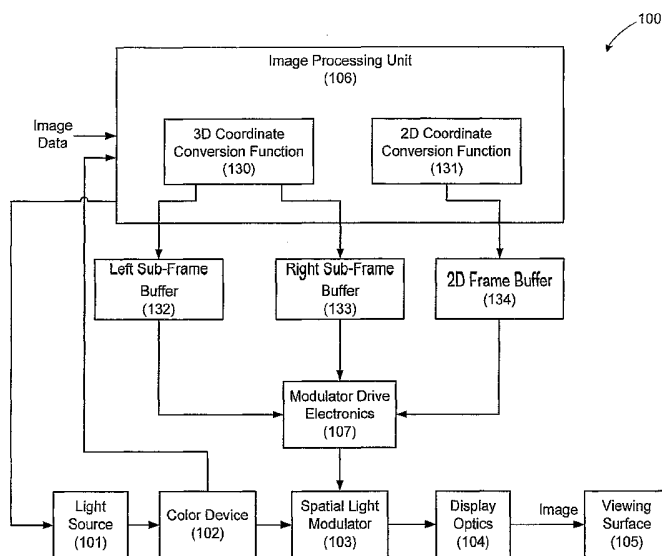 100
Image Processing Unit
(106)
Image
Data
3D Coordinate
Conversion Function
(130)
2D Coordinate
Conversion Function
(131)
Left Sub-Frame
Buffer
(132)
Right Sub-Frame
Buffer
(133)
2D Frame Buffer
(134)
Modulator Drive
Electronics
(107)
Light
Source
(101)
Color Device
(102)
Spatial Light
Modulator
(103)
Display
Optics
(104)
Image
Viewing
Surface
(105)